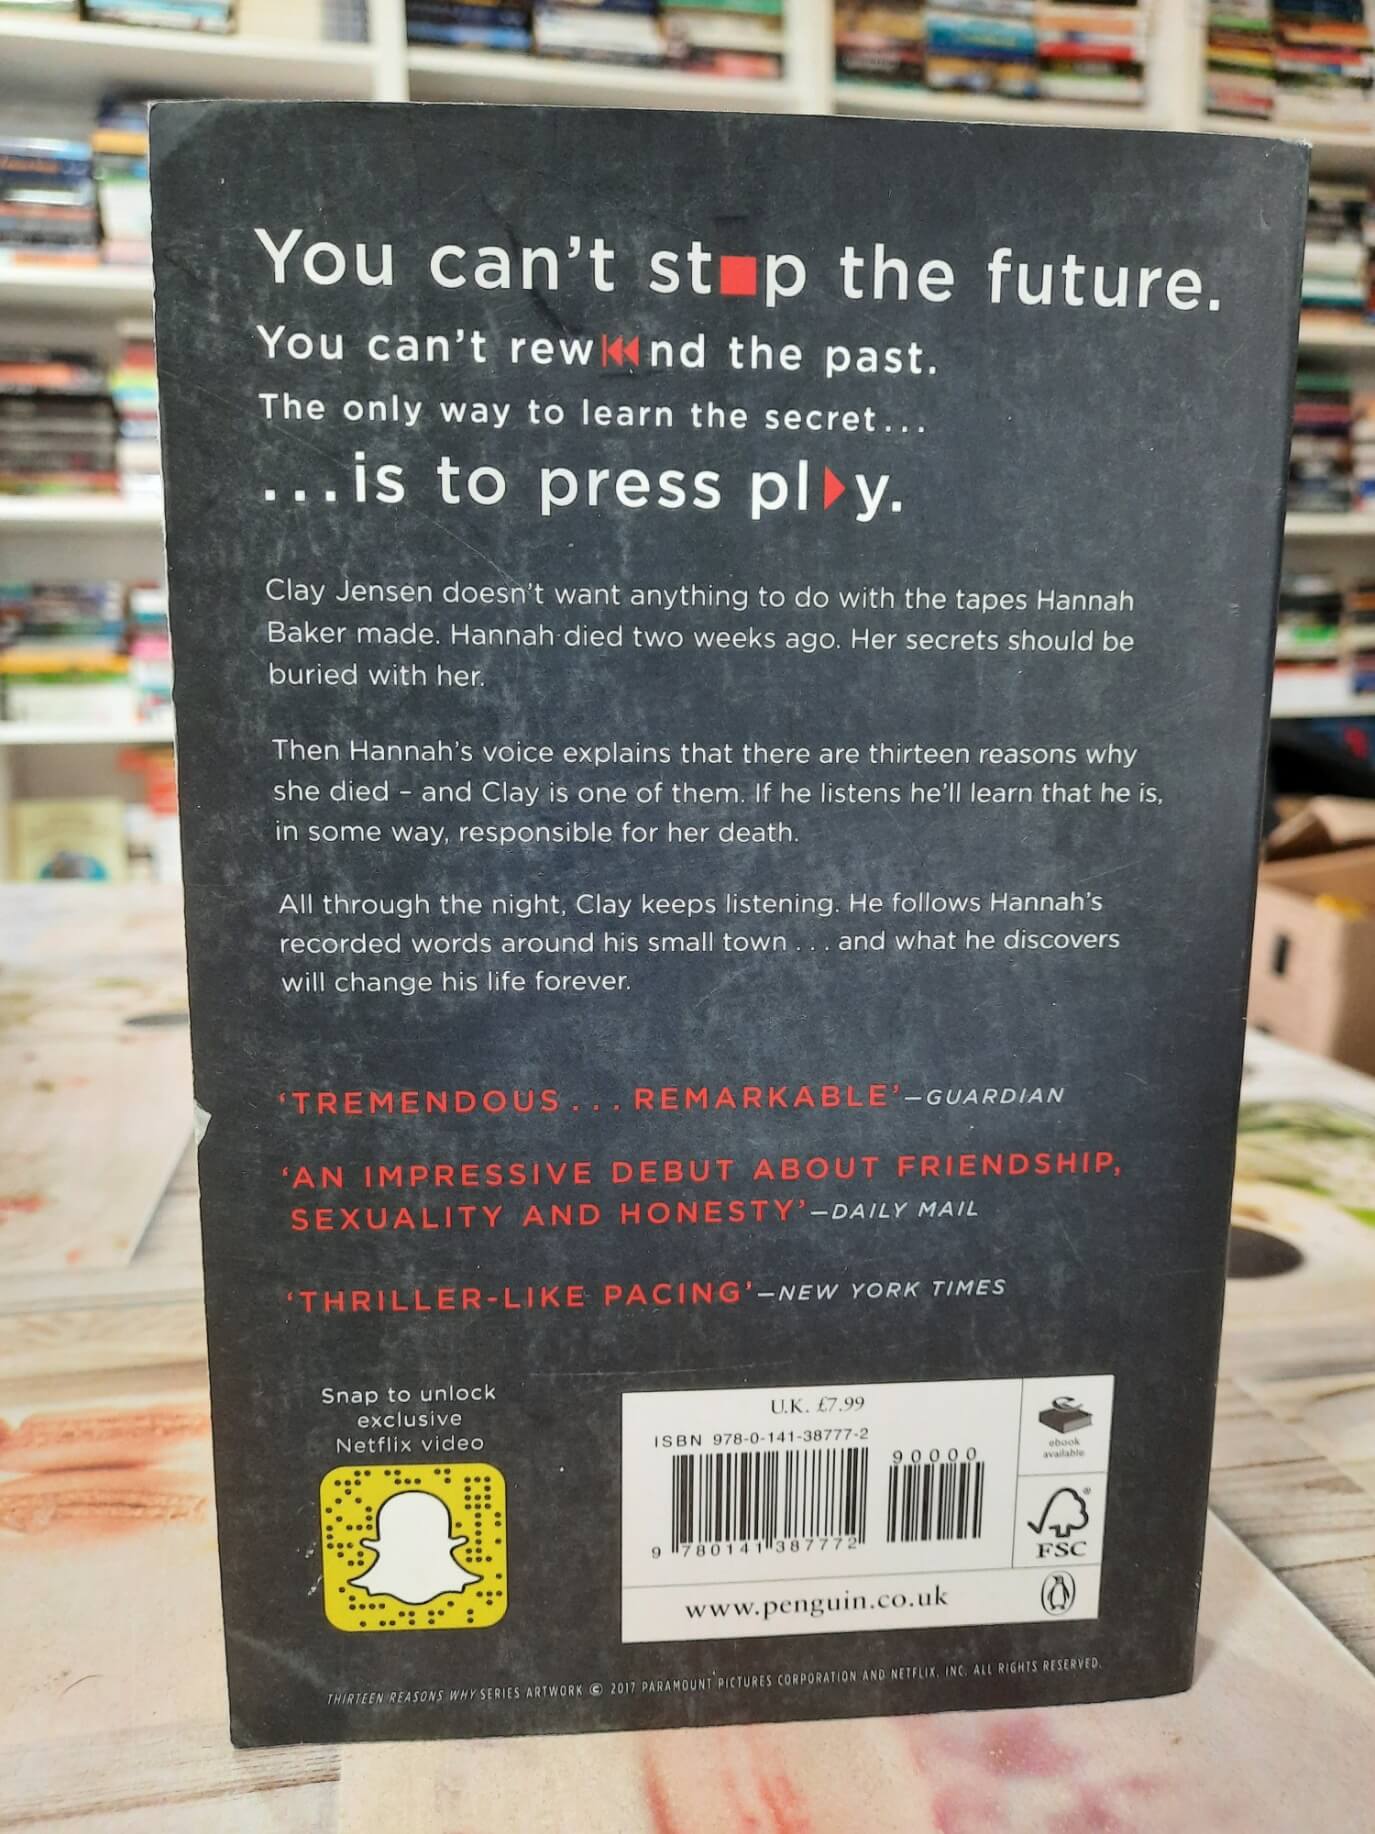 You can't st■p the future.
You can't rew⏮nd the past.
The only way to learn the secret...
...is to press pl▶y.
Clay Jensen doesn't want anything to do with the tapes Hannah
Baker made. Hannah died two weeks ago. Her secrets should be
buried with her.
Then Hannah's voice explains that there are thirteen reasons why
she died – and Clay is one of them. If he listens he'll learn that he is,
in some way, responsible for her death.
All through the night, Clay keeps listening. He follows Hannah's
recorded words around his small town . . . and what he discovers
will change his life forever.
'TREMENDOUS . . . REMARKABLE'—GUARDIAN
'AN IMPRESSIVE DEBUT ABOUT FRIENDSHIP,
SEXUALITY AND HONESTY'—DAILY MAIL
'THRILLER-LIKE PACING'—NEW YORK TIMES
Snap to unlock
exclusive
Netflix video
U.K. £7.99
ISBN 978-0-141-38777-2
90000
9 780141 387772
ebook
available
FSC
www.penguin.co.uk
THIRTEEN REASONS WHY SERIES ARTWORK © 2017 PARAMOUNT PICTURES CORPORATION AND NETFLIX, INC. ALL RIGHTS RESERVED.